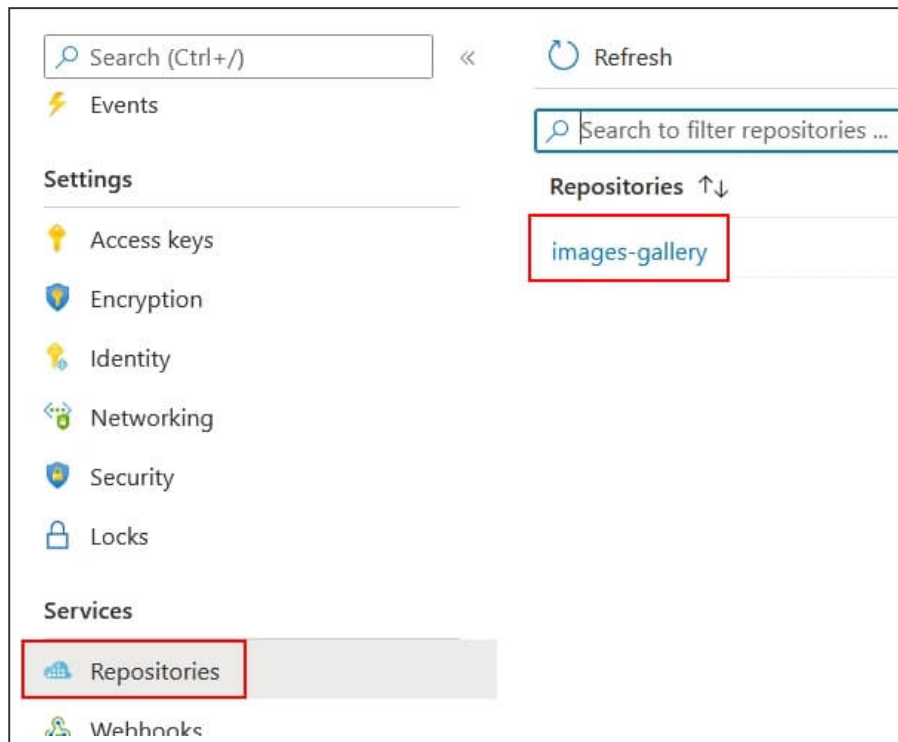 Search (Ctrl+/)
«
Events
Settings
Access keys
Encryption
Identity
Networking
Security
Locks
Services
Repositories
Webhooks
Refresh
Search to filter repositories ...
Repositories ↑↓
images-gallery